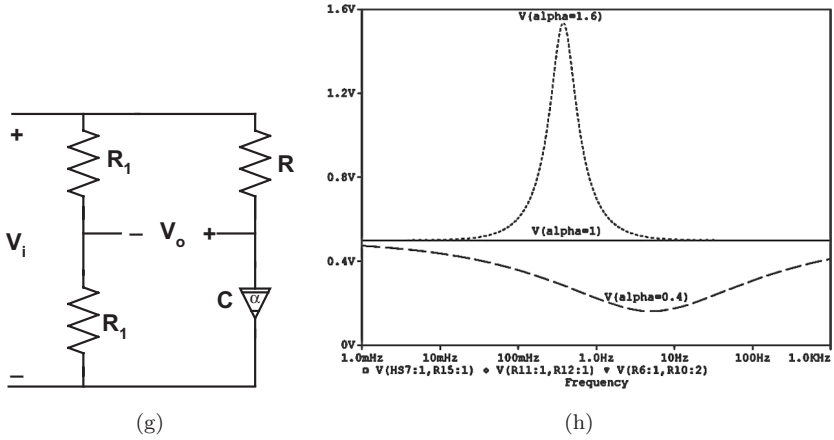 +
R1
R
Vi
− Vo +
C
α
R1
−
(g)
1.6V
1.2V
0.8V
0.4V
0V
V(alpha=1.6)
V(alpha=1)
V(alpha=0.4)
1.0mHz 100mHz 1.0Hz 10Hz 100Hz 1.0KHz
V(HS7:1,R15:1) V(R11:1,R12:1) V(R6:1,R10:2)
Frequency
(h)